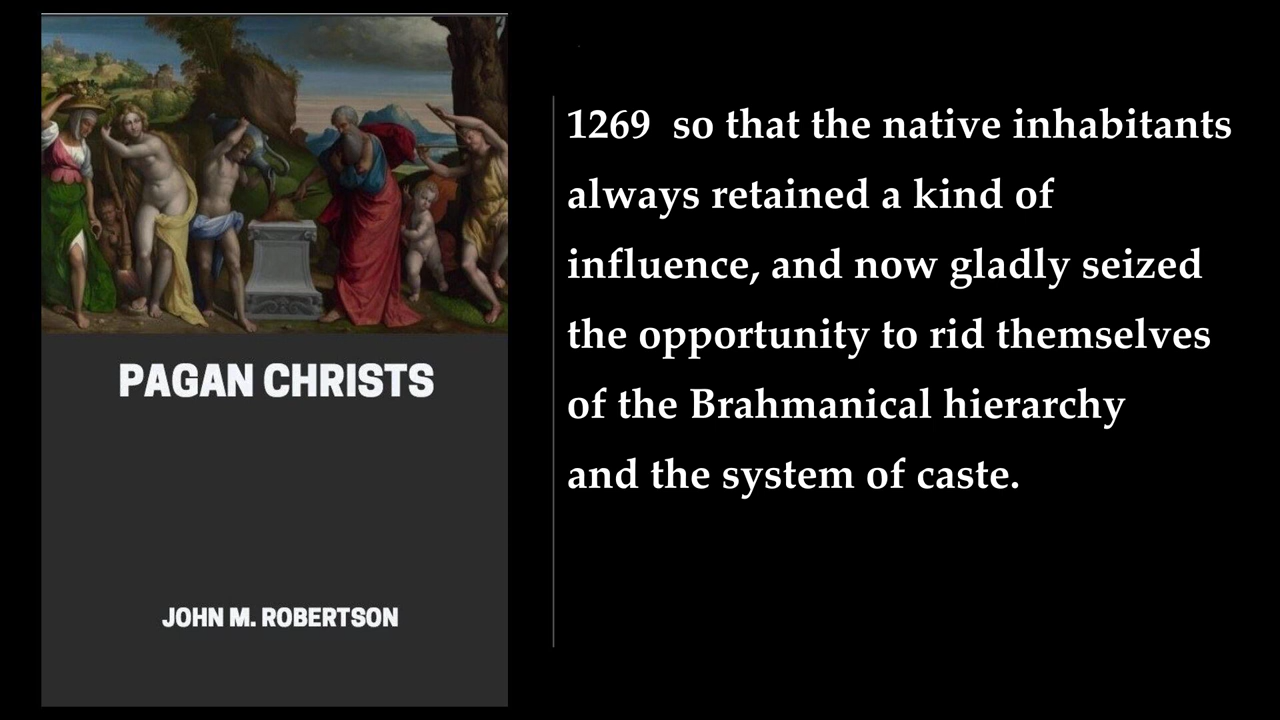 PAGAN CHRISTS
JOHN M. ROBERTSON
1269 so that the native inhabitants
always retained a kind of
influence, and now gladly seized
the opportunity to rid themselves
of the Brahmanical hierarchy
and the system of caste.